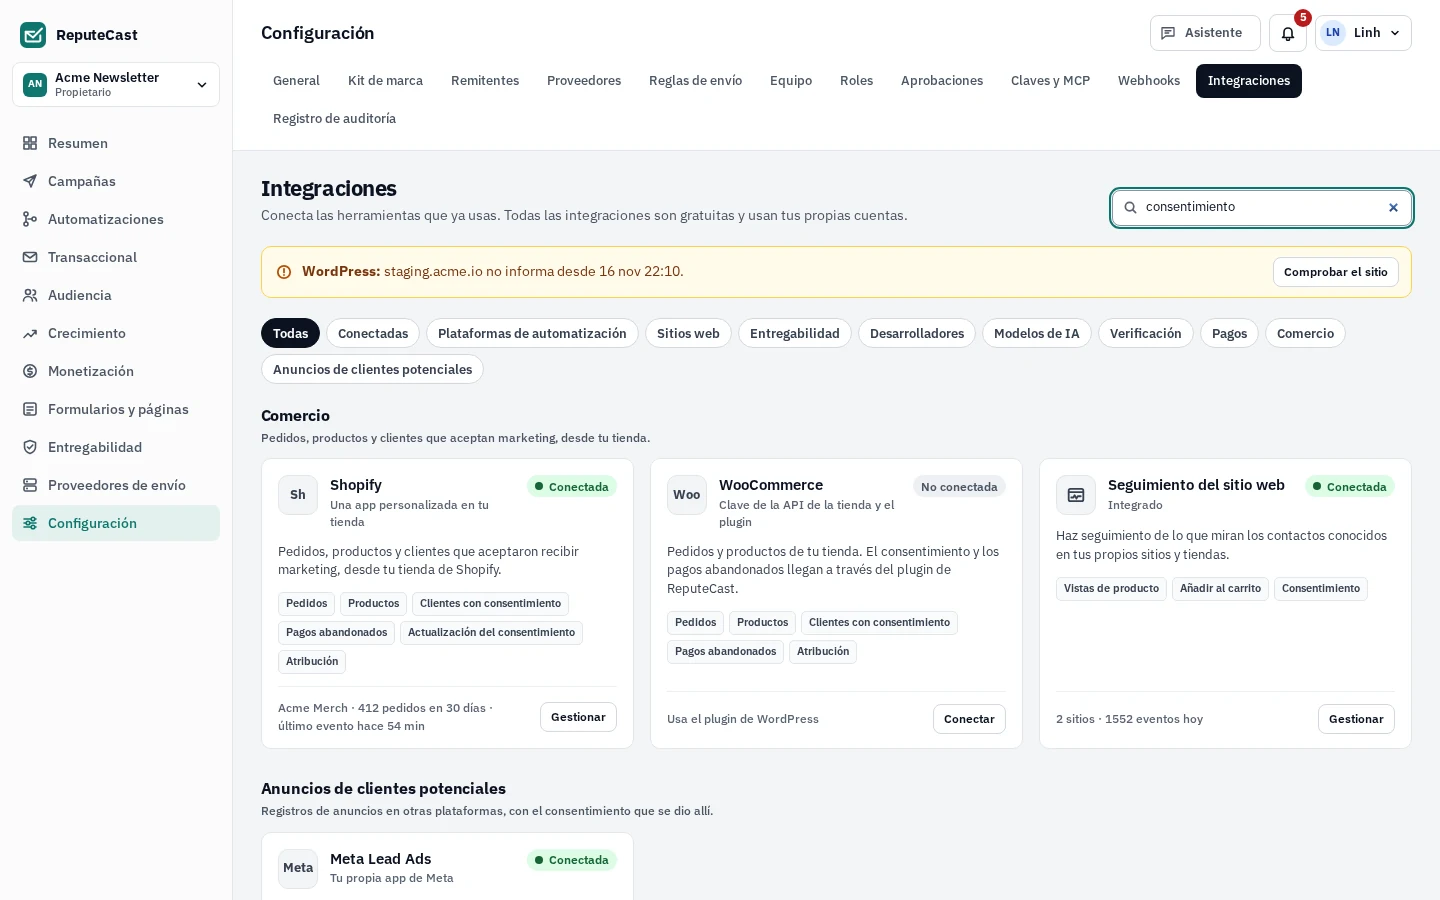 ReputeCast
AN
Acme Newsletter
Propietario
Resumen
Campañas
Automatizaciones
Transaccional
Audiencia
Crecimiento
Monetización
Formularios y páginas
Entregabilidad
Proveedores de envío
Configuración
Configuración
Asistente
5
LN
Linh
General
Kit de marca
Remitentes
Proveedores
Reglas de envío
Equipo
Roles
Aprobaciones
Claves y MCP
Webhooks
Integraciones
Registro de auditoría
Integraciones
Conecta las herramientas que ya usas. Todas las integraciones son gratuitas y usan tus propias cuentas.
consentimiento
WordPress: staging.acme.io no informa desde 16 nov 22:10.
Comprobar el sitio
Todas
Conectadas
Plataformas de automatización
Sitios web
Entregabilidad
Desarrolladores
Modelos de IA
Verificación
Pagos
Comercio
Anuncios de clientes potenciales
Comercio
Pedidos, productos y clientes que aceptan marketing, desde tu tienda.
Sh
Shopify
Una app personalizada en tu
tienda
Conectada
Pedidos, productos y clientes que aceptaron recibir
marketing, desde tu tienda de Shopify.
Pedidos
Productos
Clientes con consentimiento
Pagos abandonados
Actualización del consentimiento
Atribución
Acme Merch · 412 pedidos en 30 días ·
último evento hace 54 min
Gestionar
Woo
WooCommerce
Clave de la API de la tienda y el
plugin
No conectada
Pedidos y productos de tu tienda. El consentimiento y los
pagos abandonados llegan a través del plugin de
ReputeCast.
Pedidos
Productos
Clientes con consentimiento
Pagos abandonados
Atribución
Usa el plugin de WordPress
Conectar
Seguimiento del sitio web
Integrado
Conectada
Haz seguimiento de lo que miran los contactos conocidos
en tus propios sitios y tiendas.
Vistas de producto
Añadir al carrito
Consentimiento
2 sitios · 1552 eventos hoy
Gestionar
Anuncios de clientes potenciales
Registros de anuncios en otras plataformas, con el consentimiento que se dio allí.
Meta
Meta Lead Ads
Tu propia app de Meta
Conectada